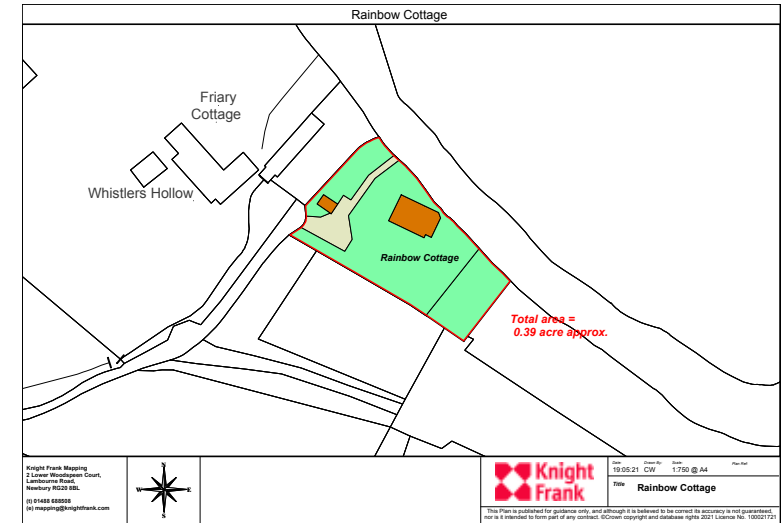 Rainbow Cottage
Friary
Cottage
Whistlers Hollow
Rainbow Cottage
Total area =
0.39 acre approx.
Knight Frank Mapping
2 Lower Woodspeen Court,
Lambourne Road,
Newbury RG20 8BL
(t) 01488 688508
(e) mapping@knightfrank.com
N
W E
S
Knight
Frank
Date Drawn By: Scale Plan Ref:
19:05:21 CW 1:750 @ A4
Title Rainbow Cottage
This Plan is published for guidance only, and although it is believed to be correct its accuracy is not guaranteed,
nor is it intended to form part of any contract. ©Crown copyright and database rights 2021 Licence No. 100021721